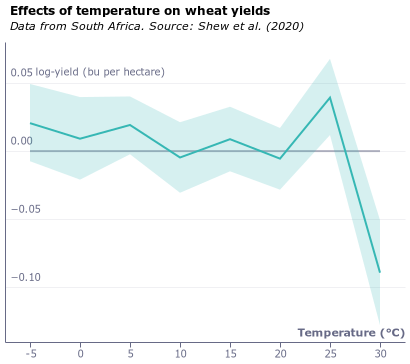 Effects of temperature on wheat yields
Data from South Africa. Source: Shew et al. (2020)
0.05 log-yield (bu per hectare)
0.00
−0.05
−0.10
Temperature (°C)
-5 0 5 10 15 20 25 30